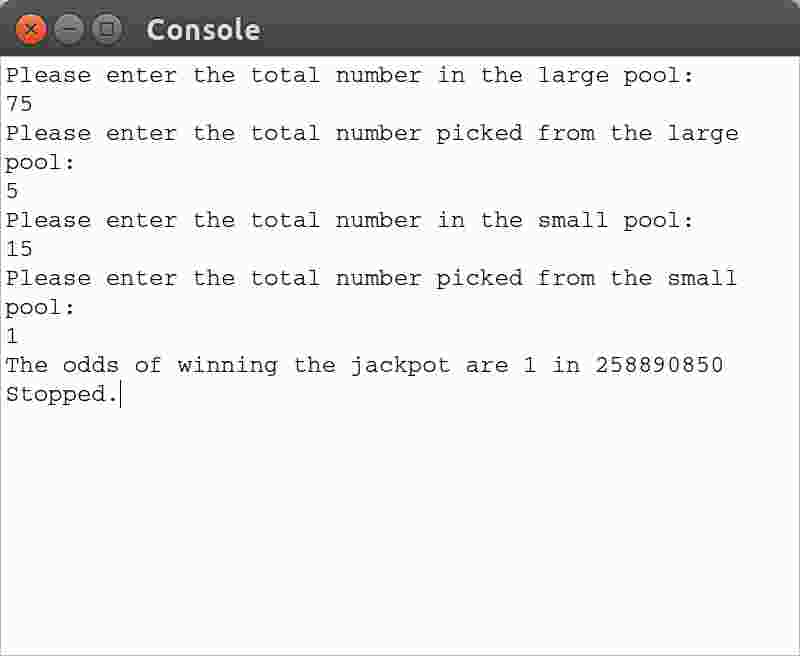 Console
Please enter the total number in the large pool:
75
Please enter the total number picked from the large
pool:
5
Please enter the total number in the small pool:
15
Please enter the total number picked from the small
pool:
1
The odds of winning the jackpot are 1 in 258890850
Stopped.